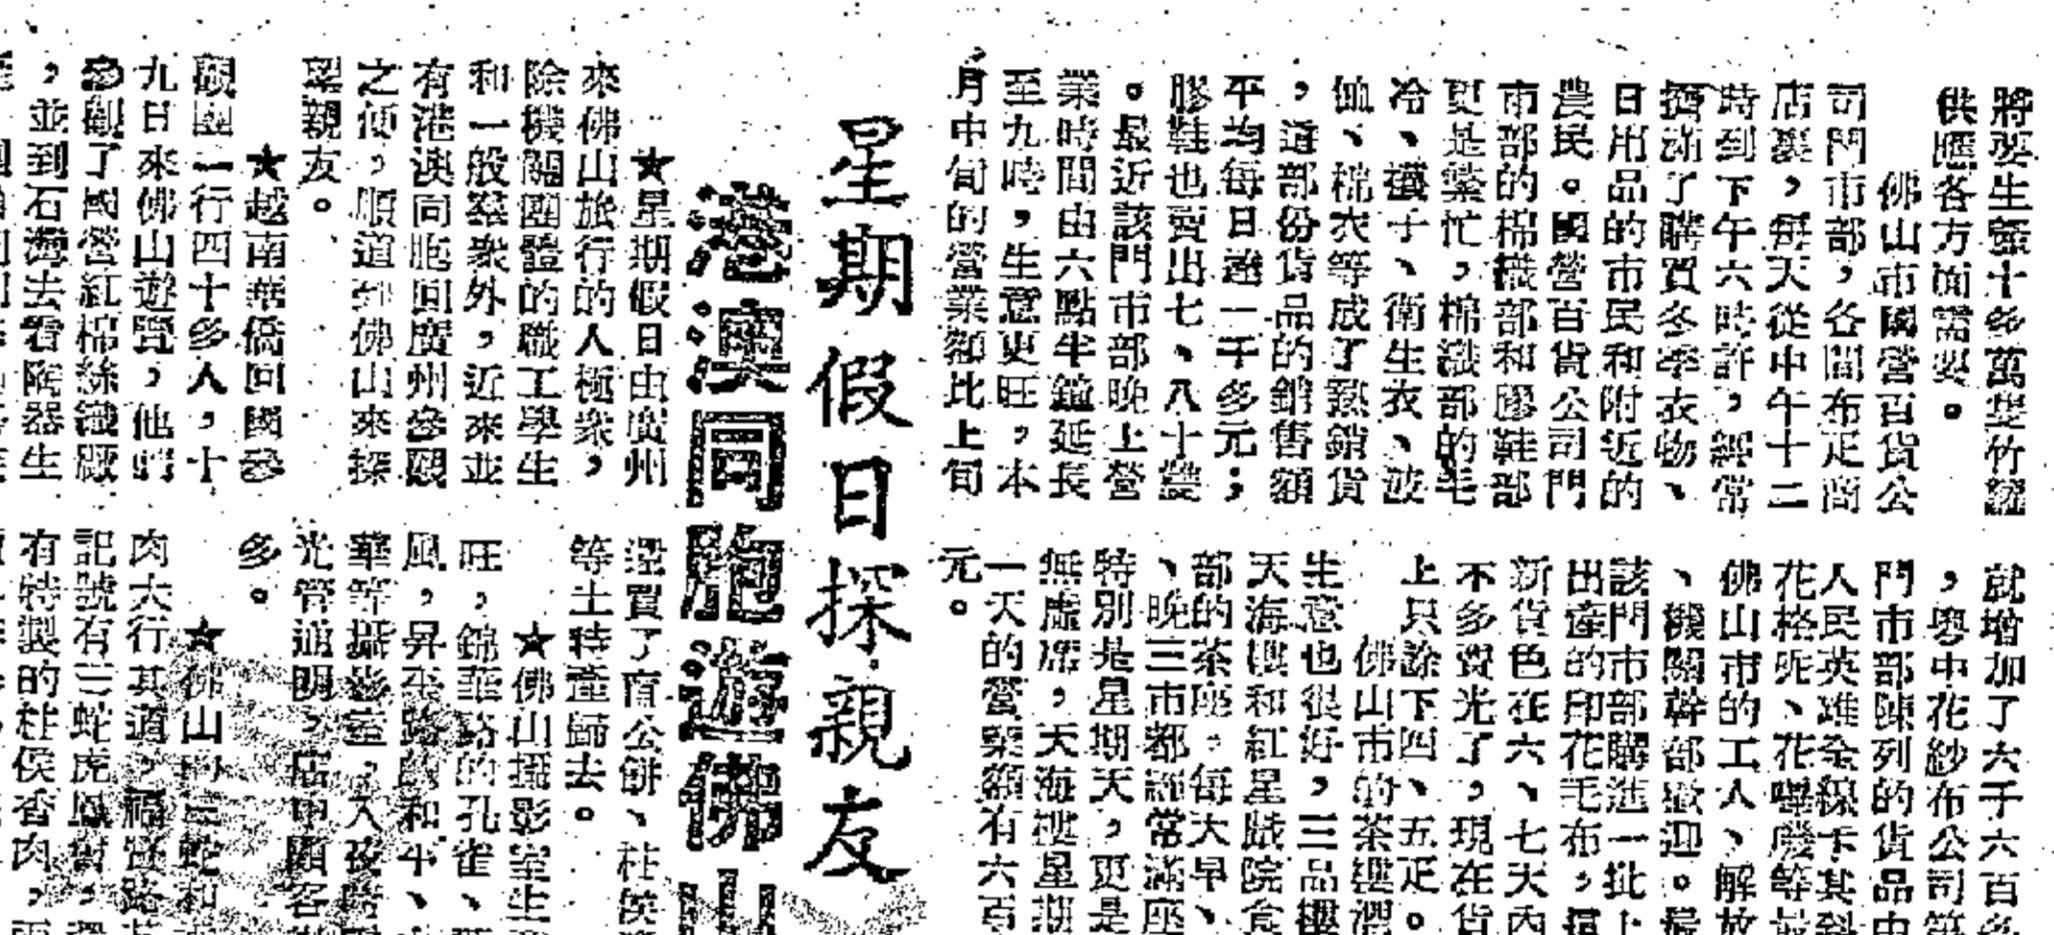 將要生產十多萬隻竹籮
供應各方面需要。
佛山市國營百貨公
司門市部,各間布疋商
店裏,每天從中午十二
時到下午六時許,經常
擠滿了購買冬季衣物、
日用品的市民和附近的
農民。國營百貨公司門
市部的棉織部和膠鞋部
更是繁忙,棉織部的毛
冷、襪子、衛生衣、波
恤、棉衣等成了熱銷貨
,這部份貨品的銷售額
平均每日達一千多元;
膠鞋也賣出七、八十雙
。最近該門市部晚上營
業時間由六點半鐘延長
至九時,生意更旺,本
月中旬的營業額比上旬
就增加了六千六百多
,粵中花紗布公司
門市部陳列的貨品中
人民英雄金線卡其斜
花格呢、花嗶嘰等最
佛山市的工人、解放
、機關幹部歡迎。最
該門市部購進一批上
出產的印花毛布,這
新貨色在六、七天內
不多賣光了,現在貨
上只餘下四、五疋。
佛山市的茶樓酒
生意也很好,三品樓
天海樓和紅星戲院食
部的茶座,每天早、
、晚三市都經常滿座
特別是星期天,更是
無虛席,天海樓星期
一天的營業額有六百
元。
星期假日探親友
港澳同胞遊佛山
★星期假日由廣州
來佛山旅行的人極衆,
除機關團體的職工學生
和一般羣衆外,近來並
有港澳同胞回廣州參觀
之便,順道到佛山來探
望親友。
★越南華僑回國參
觀團一行四十多人,十
九日來佛山遊覽,他們
參觀了國營紅棉絲織廠
,並到石灣去看陶器生
還買了盲公餅、柱侯
等土特產歸去。
★佛山攝影室生
旺,錦華路的孔雀、
風,昇平路的和平、
華等攝影室,入夜時
光管通明,店中顧客
多。
★佛山的三蛇和
肉大行其道,福祿路
記號有三蛇虎鳳會,
有特製的柱侯香肉,